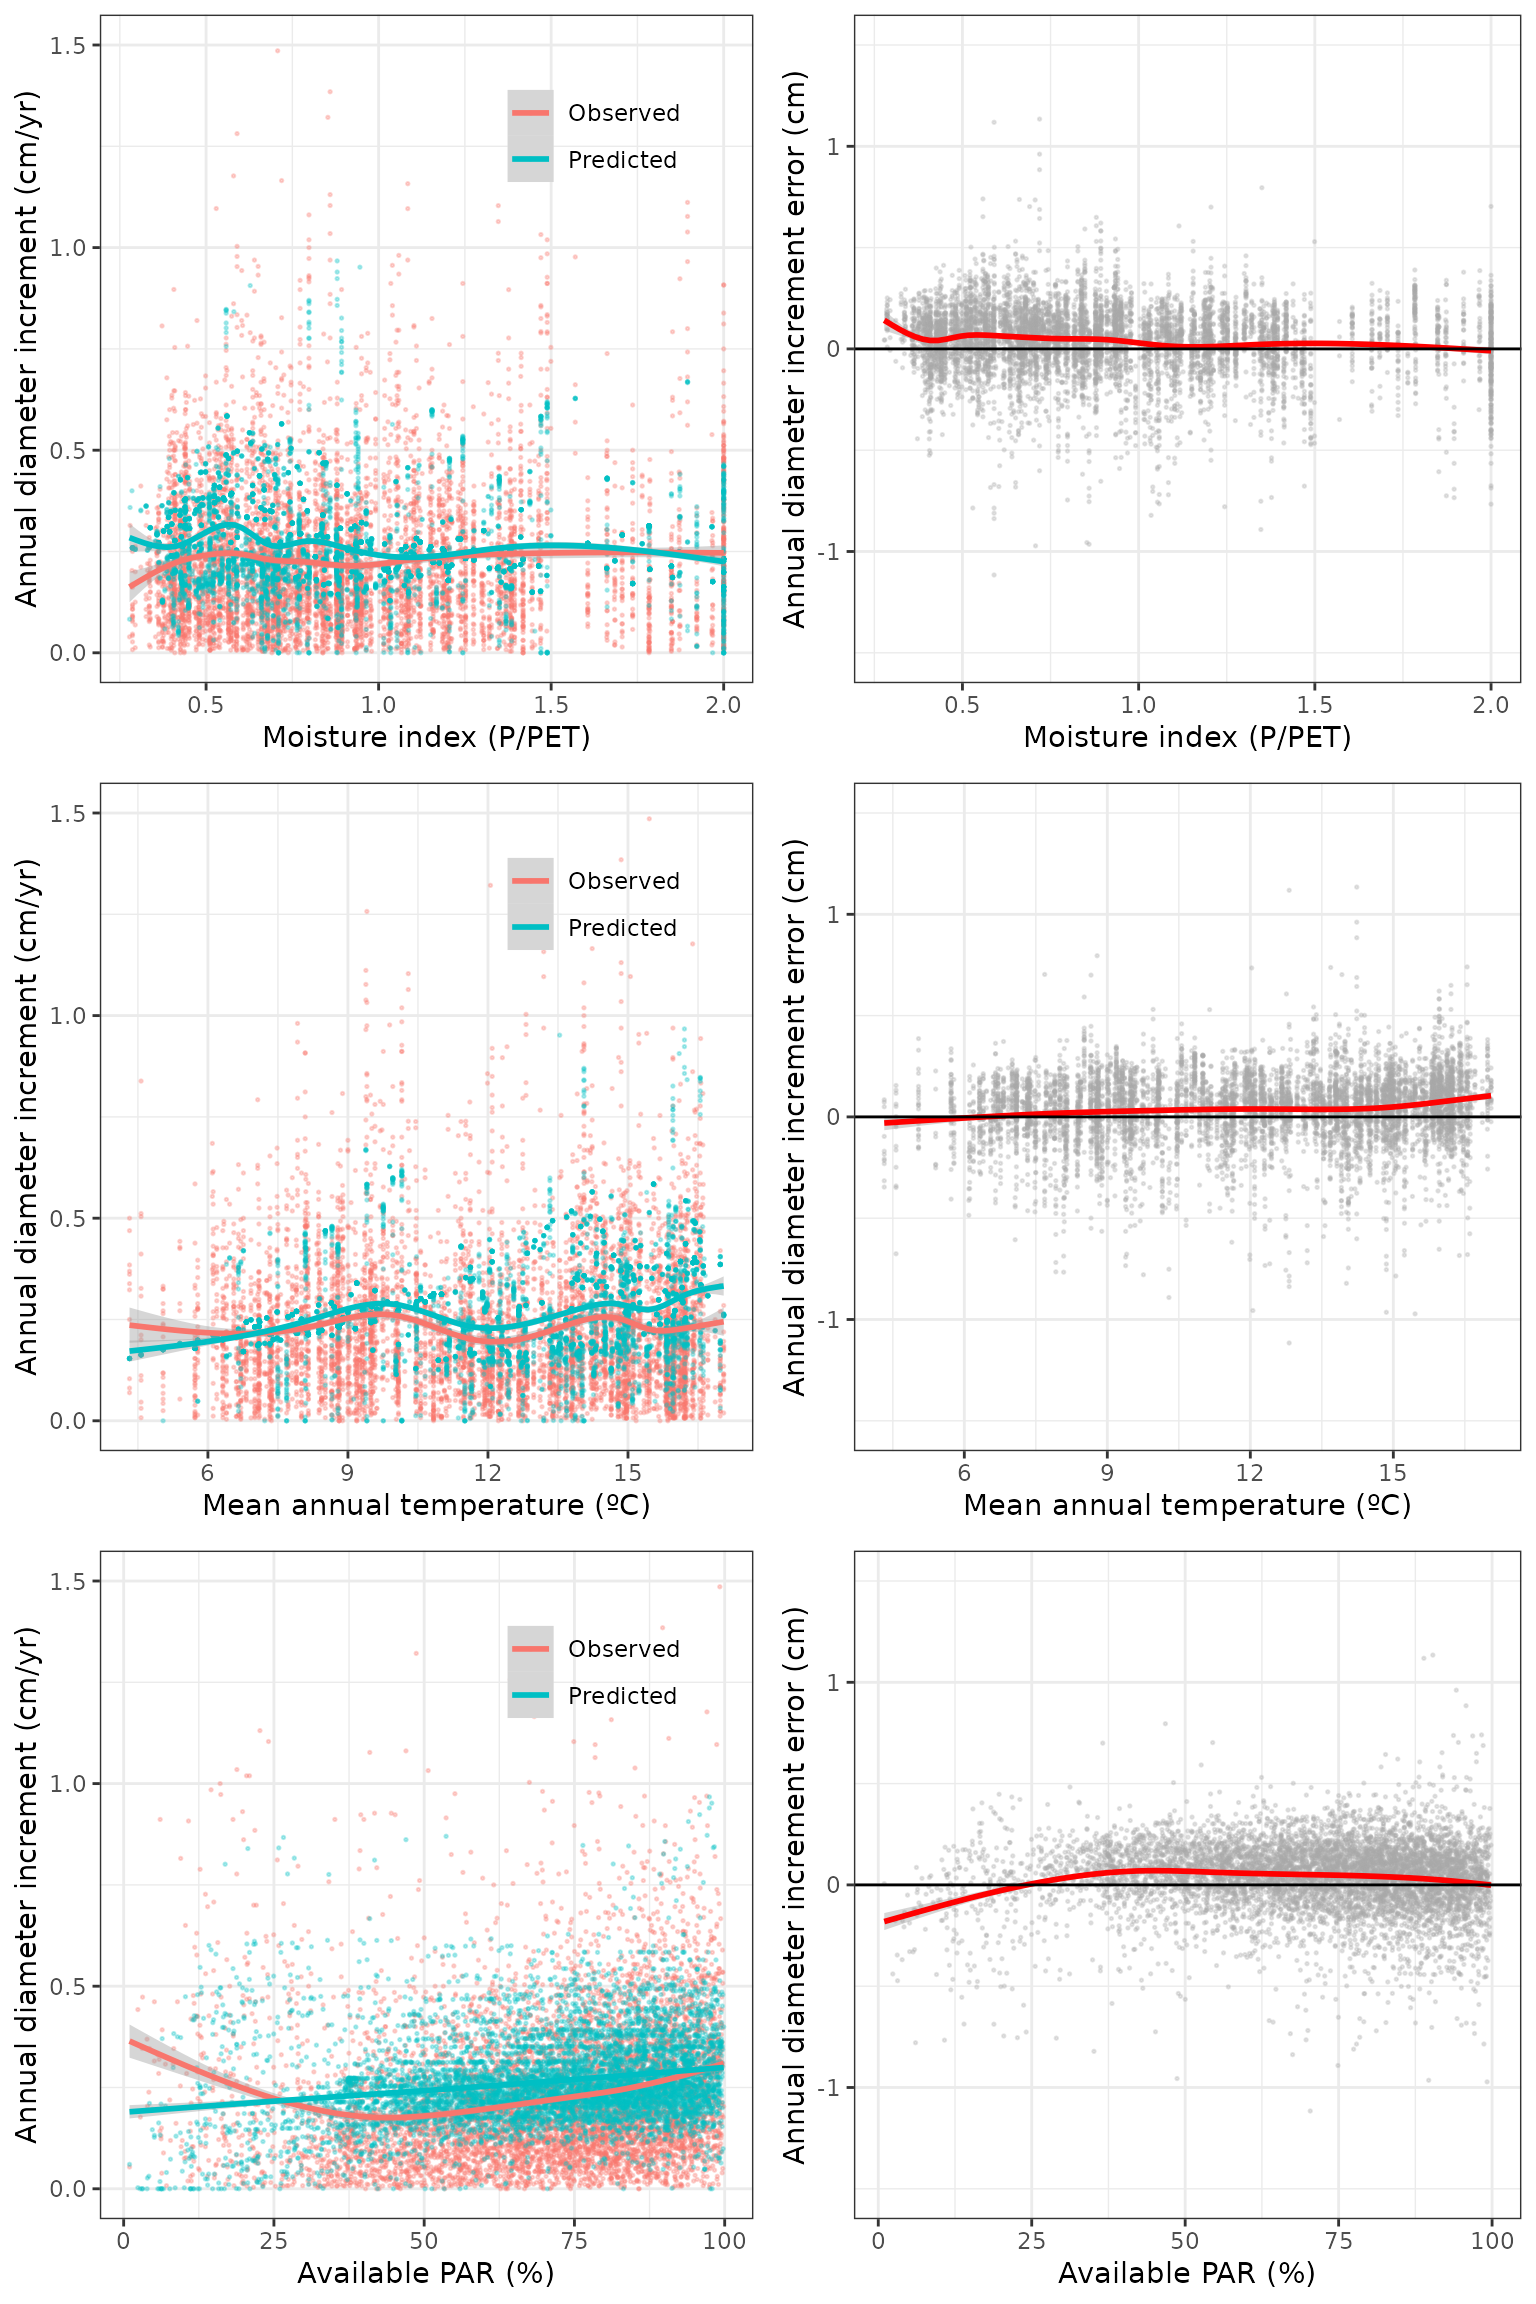 Annual diameter increment (cm/yr)
1.5
1.0
0.5
0.0
Observed
Predicted
0.5
1.0
1.5
2.0
Moisture index (P/PET)
Annual diameter increment error (cm)
1
0
-1
0.5
1.0
1.5
2.0
Moisture index (P/PET)
Annual diameter increment (cm/yr)
1.5
1.0
0.5
0.0
Observed
Predicted
6
9
12
15
Mean annual temperature (ºC)
Annual diameter increment error (cm)
1
0
-1
6
9
12
15
Mean annual temperature (ºC)
Annual diameter increment (cm/yr)
1.5
1.0
0.5
0.0
Observed
Predicted
0
25
50
75
100
Available PAR (%)
Annual diameter increment error (cm)
1
0
-1
0
25
50
75
100
Available PAR (%)